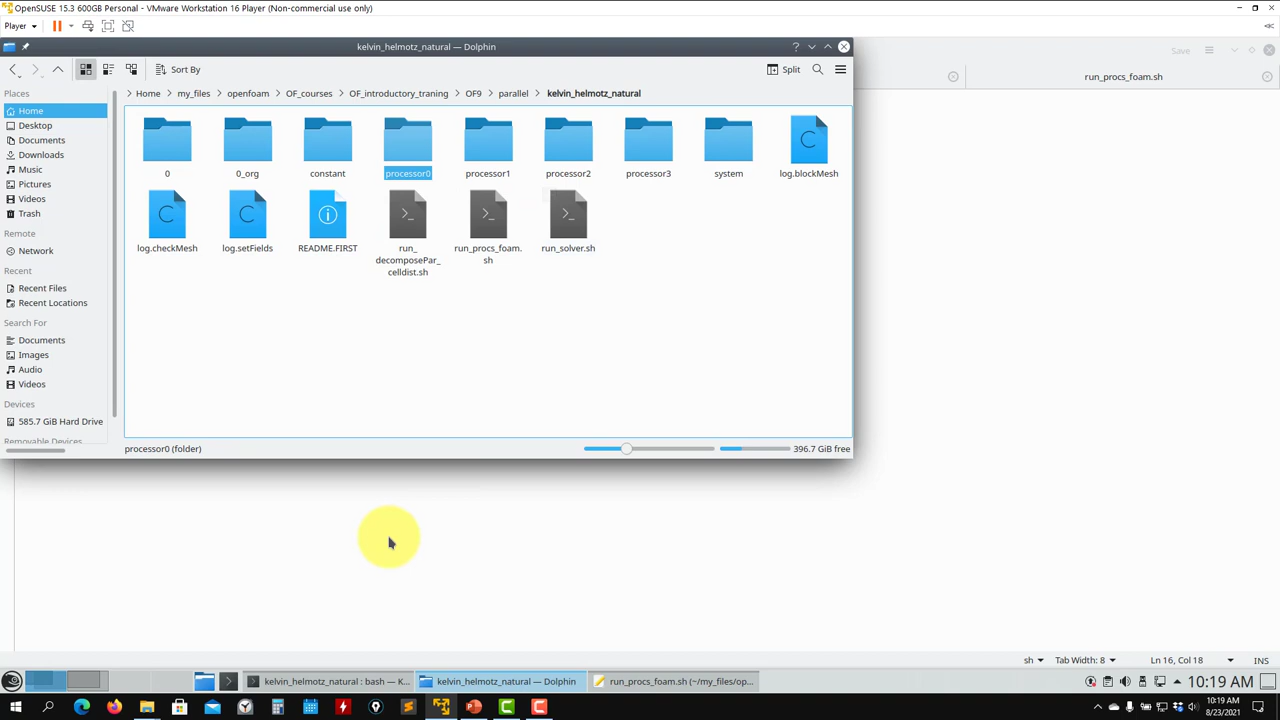 OpenSUSE 15.3 600GB Personal - VMware Workstation 16 Player (Non-commercial use only)
Player
kelvin_helmotz_natural — Dolphin
Save
Sort By
Split
run_procs_foam.sh
Places
Home
Desktop
Documents
Downloads
Music
Pictures
Videos
Trash
Remote
Network
Recent
Recent Files
Recent Locations
Search For
Documents
Images
Audio
Videos
Devices
585.7 GiB Hard Drive
Removable Devices
Home my_files openfoam OF_courses OF_introductory_traning OF9 parallel kelvin_helmotz_natural
0
0_org
constant
processor0
processor1
processor2
processor3
system
log.blockMesh
log.checkMesh
log.setFields
README.FIRST
run_
decomposePar_
celldist.sh
run_procs_foam.
sh
run_solver.sh
processor0 (folder)
396.7 GiB free
sh
Tab Width: 8
Ln 16, Col 18
INS
kelvin_helmotz_natural : bash — K...
kelvin_helmotz_natural — Dolphin
run_procs_foam.sh (~/my_files/op...
10:19 AM
10:19 AM
8/23/2021